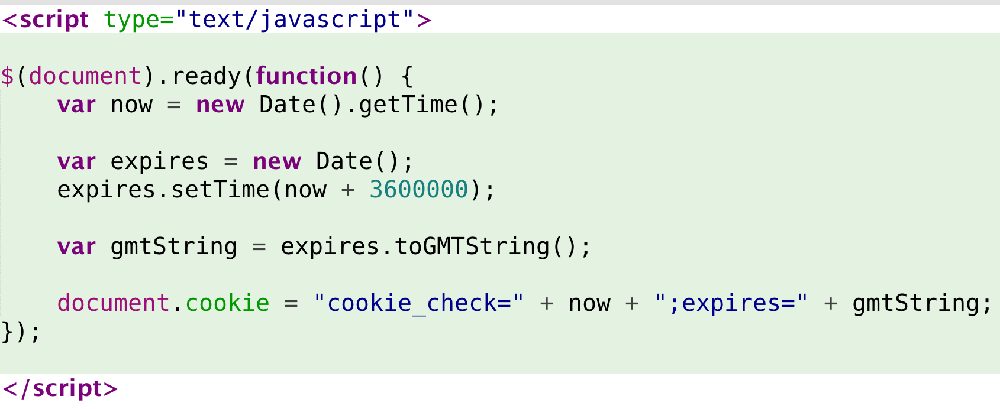 <script type="text/javascript">
$(document).ready(function() {
    var now = new Date().getTime();
    var expires = new Date();
    expires.setTime(now + 3600000);
    var gmtString = expires.toGMTString();
    document.cookie = "cookie_check=" + now + ";expires=" + gmtString;
});
</script>